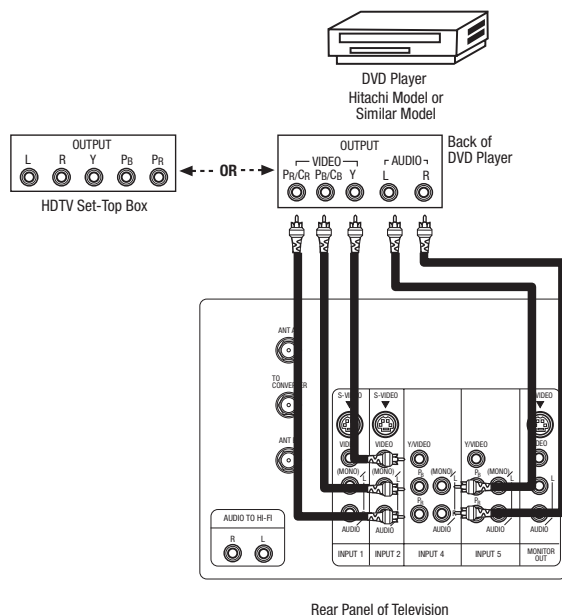 DVD Player
Hitachi Model or
Similar Model
OUTPUT
L R Y PB PR
HDTV Set-Top Box
OR
OUTPUT
VIDEO AUDIO
PR/CR PB/CB Y L R
Back of
DVD Player
ANT A
TO
CONVERTER
ANT
S-VIDEO S-VIDEO VIDEO
VIDEO VIDEO Y/VIDEO Y/VIDEO
(MONO) L (MONO) L PB (MONO) L PB (MONO) L L
AUDIO AUDIO PR AUDIO PR AUDIO AUDIO
INPUT 1 INPUT 2 INPUT 4 INPUT 5 MONITOR
OUT
AUDIO TO HI-FI
R L
Rear Panel of Television